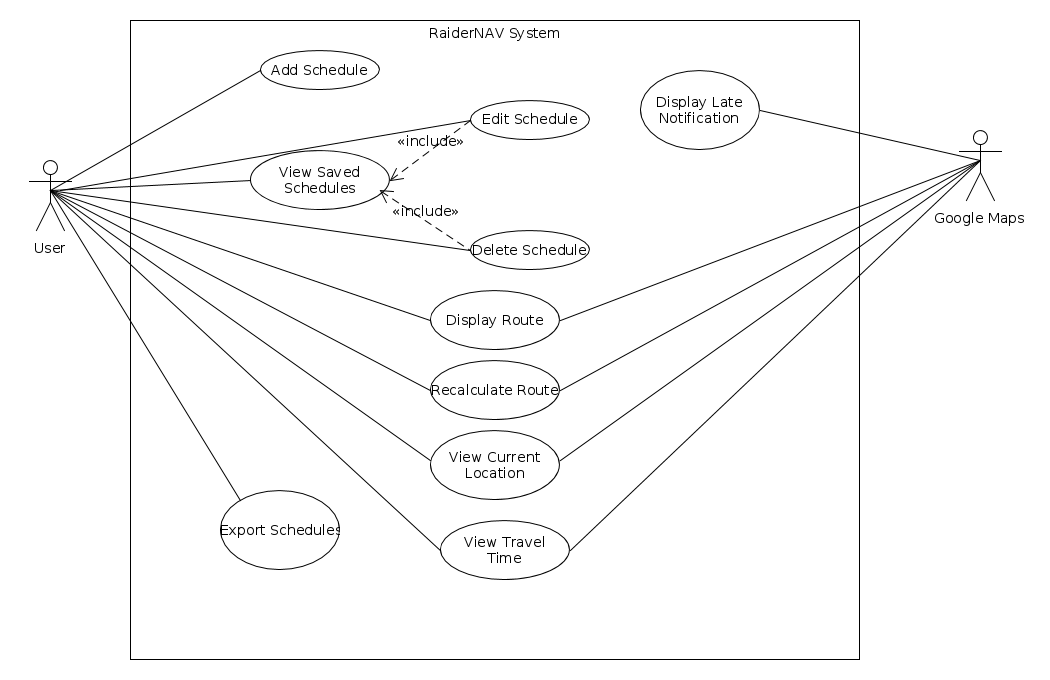 RaiderNAV System
Add Schedule
Display Late
Notification
Edit Schedule
«include»
View Saved
Schedules
«include»
User
Google Maps
Delete Schedule
Display Route
Recalculate Route
View Current
Location
Export Schedules
View Travel
Time